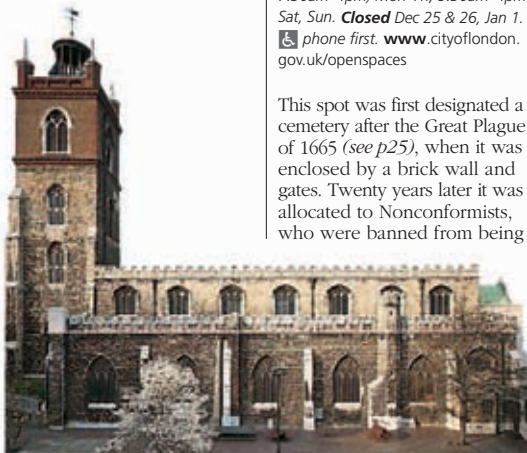 Sat, Sun. Closed Dec 25 & 26, Jan 1.
phone first. www.cityoflondon.
gov.uk/openspaces
This spot was first designated a
cemetery after the Great Plague
of 1665 (see p25), when it was
enclosed by a brick wall and
gates. Twenty years later it was
allocated to Nonconformists,
who were banned from being